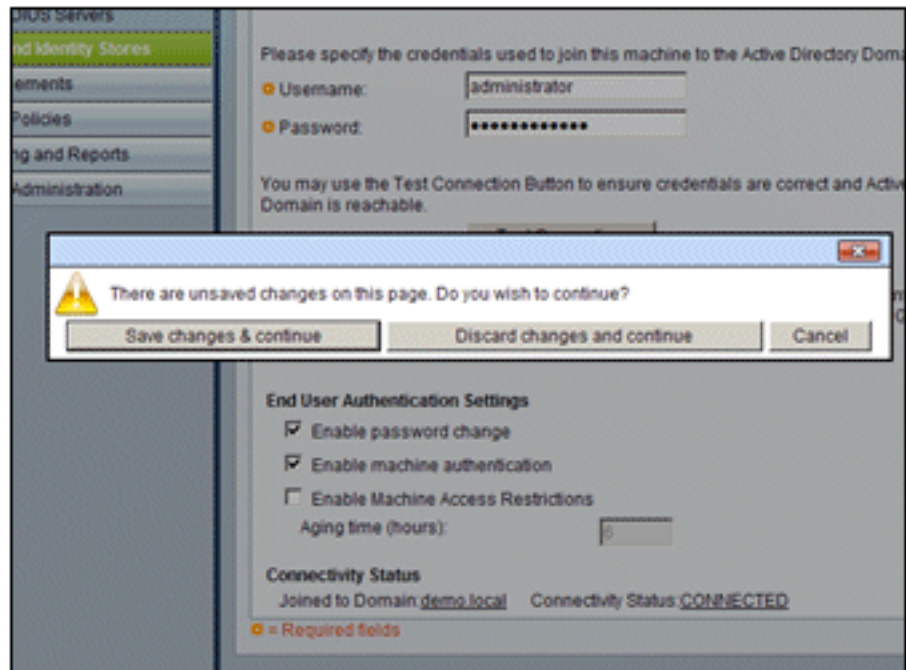 DIUS Servers
nd Identity Stores
ements
Policies
ng and Reports
Administration
Please specify the credentials used to join this machine to the Active Directory Doma
Username:
administrator
Password:
••••••••••••
You may use the Test Connection Button to ensure credentials are correct and Active
Domain is reachable.
There are unsaved changes on this page. Do you wish to continue?
Save changes & continue
Discard changes and continue
Cancel
End User Authentication Settings
Enable password change
Enable machine authentication
Enable Machine Access Restrictions
Aging time (hours):
6
Connectivity Status
Joined to Domain:demo.local Connectivity Status:CONNECTED
= Required fields